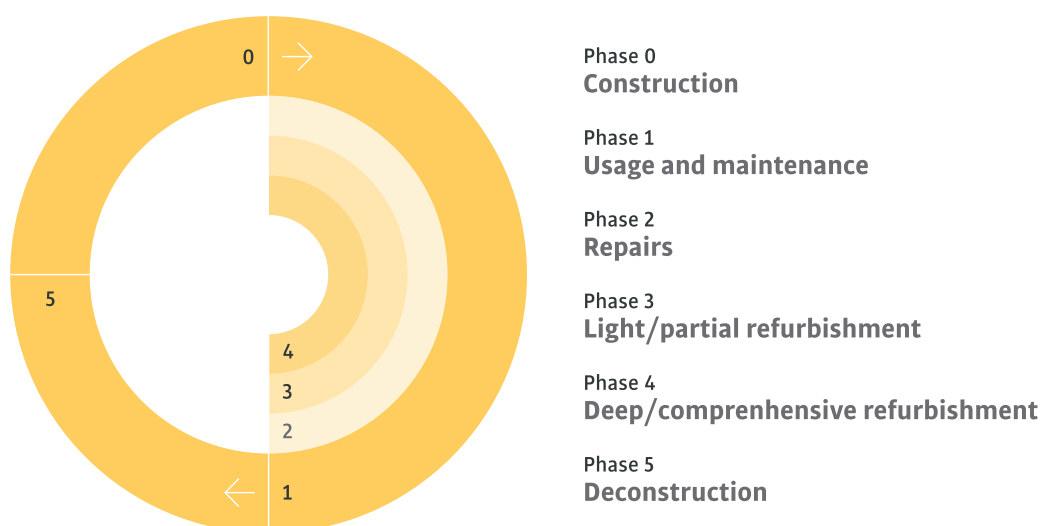 0
5
4
3
2
1
Phase 0
Construction
Phase 1
Usage and maintenance
Phase 2
Repairs
Phase 3
Light/partial refurbishment
Phase 4
Deep/comprenhensive refurbishment
Phase 5
Deconstruction